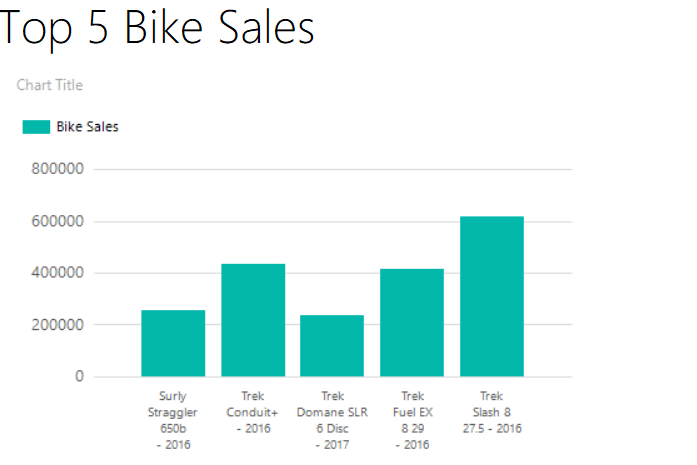 Top 5 Bike Sales
Chart Title
Bike Sales
800000
600000
400000
200000
0
Surly
Straggler
650b
- 2016
Trek
Conduit+
- 2016
Trek
Domane SLR
6 Disc
- 2017
Trek
Fuel EX
8 29
- 2016
Trek
Slash 8
27.5 - 2016